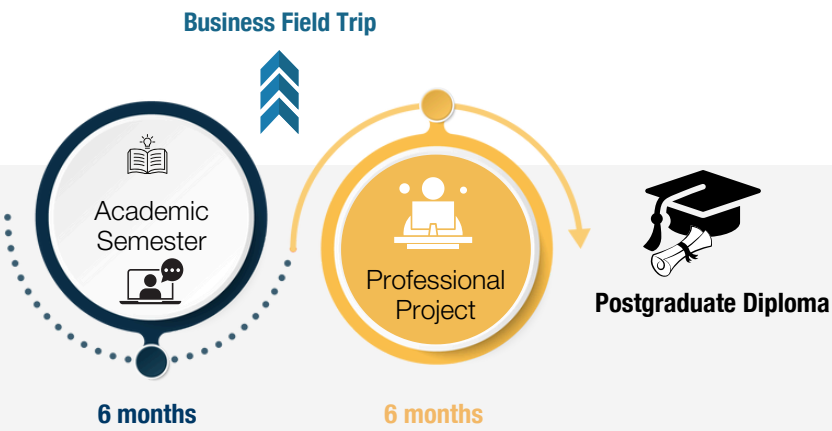 Business Field Trip
Academic
Semester
Professional
Project
Postgraduate Diploma
6 months
6 months